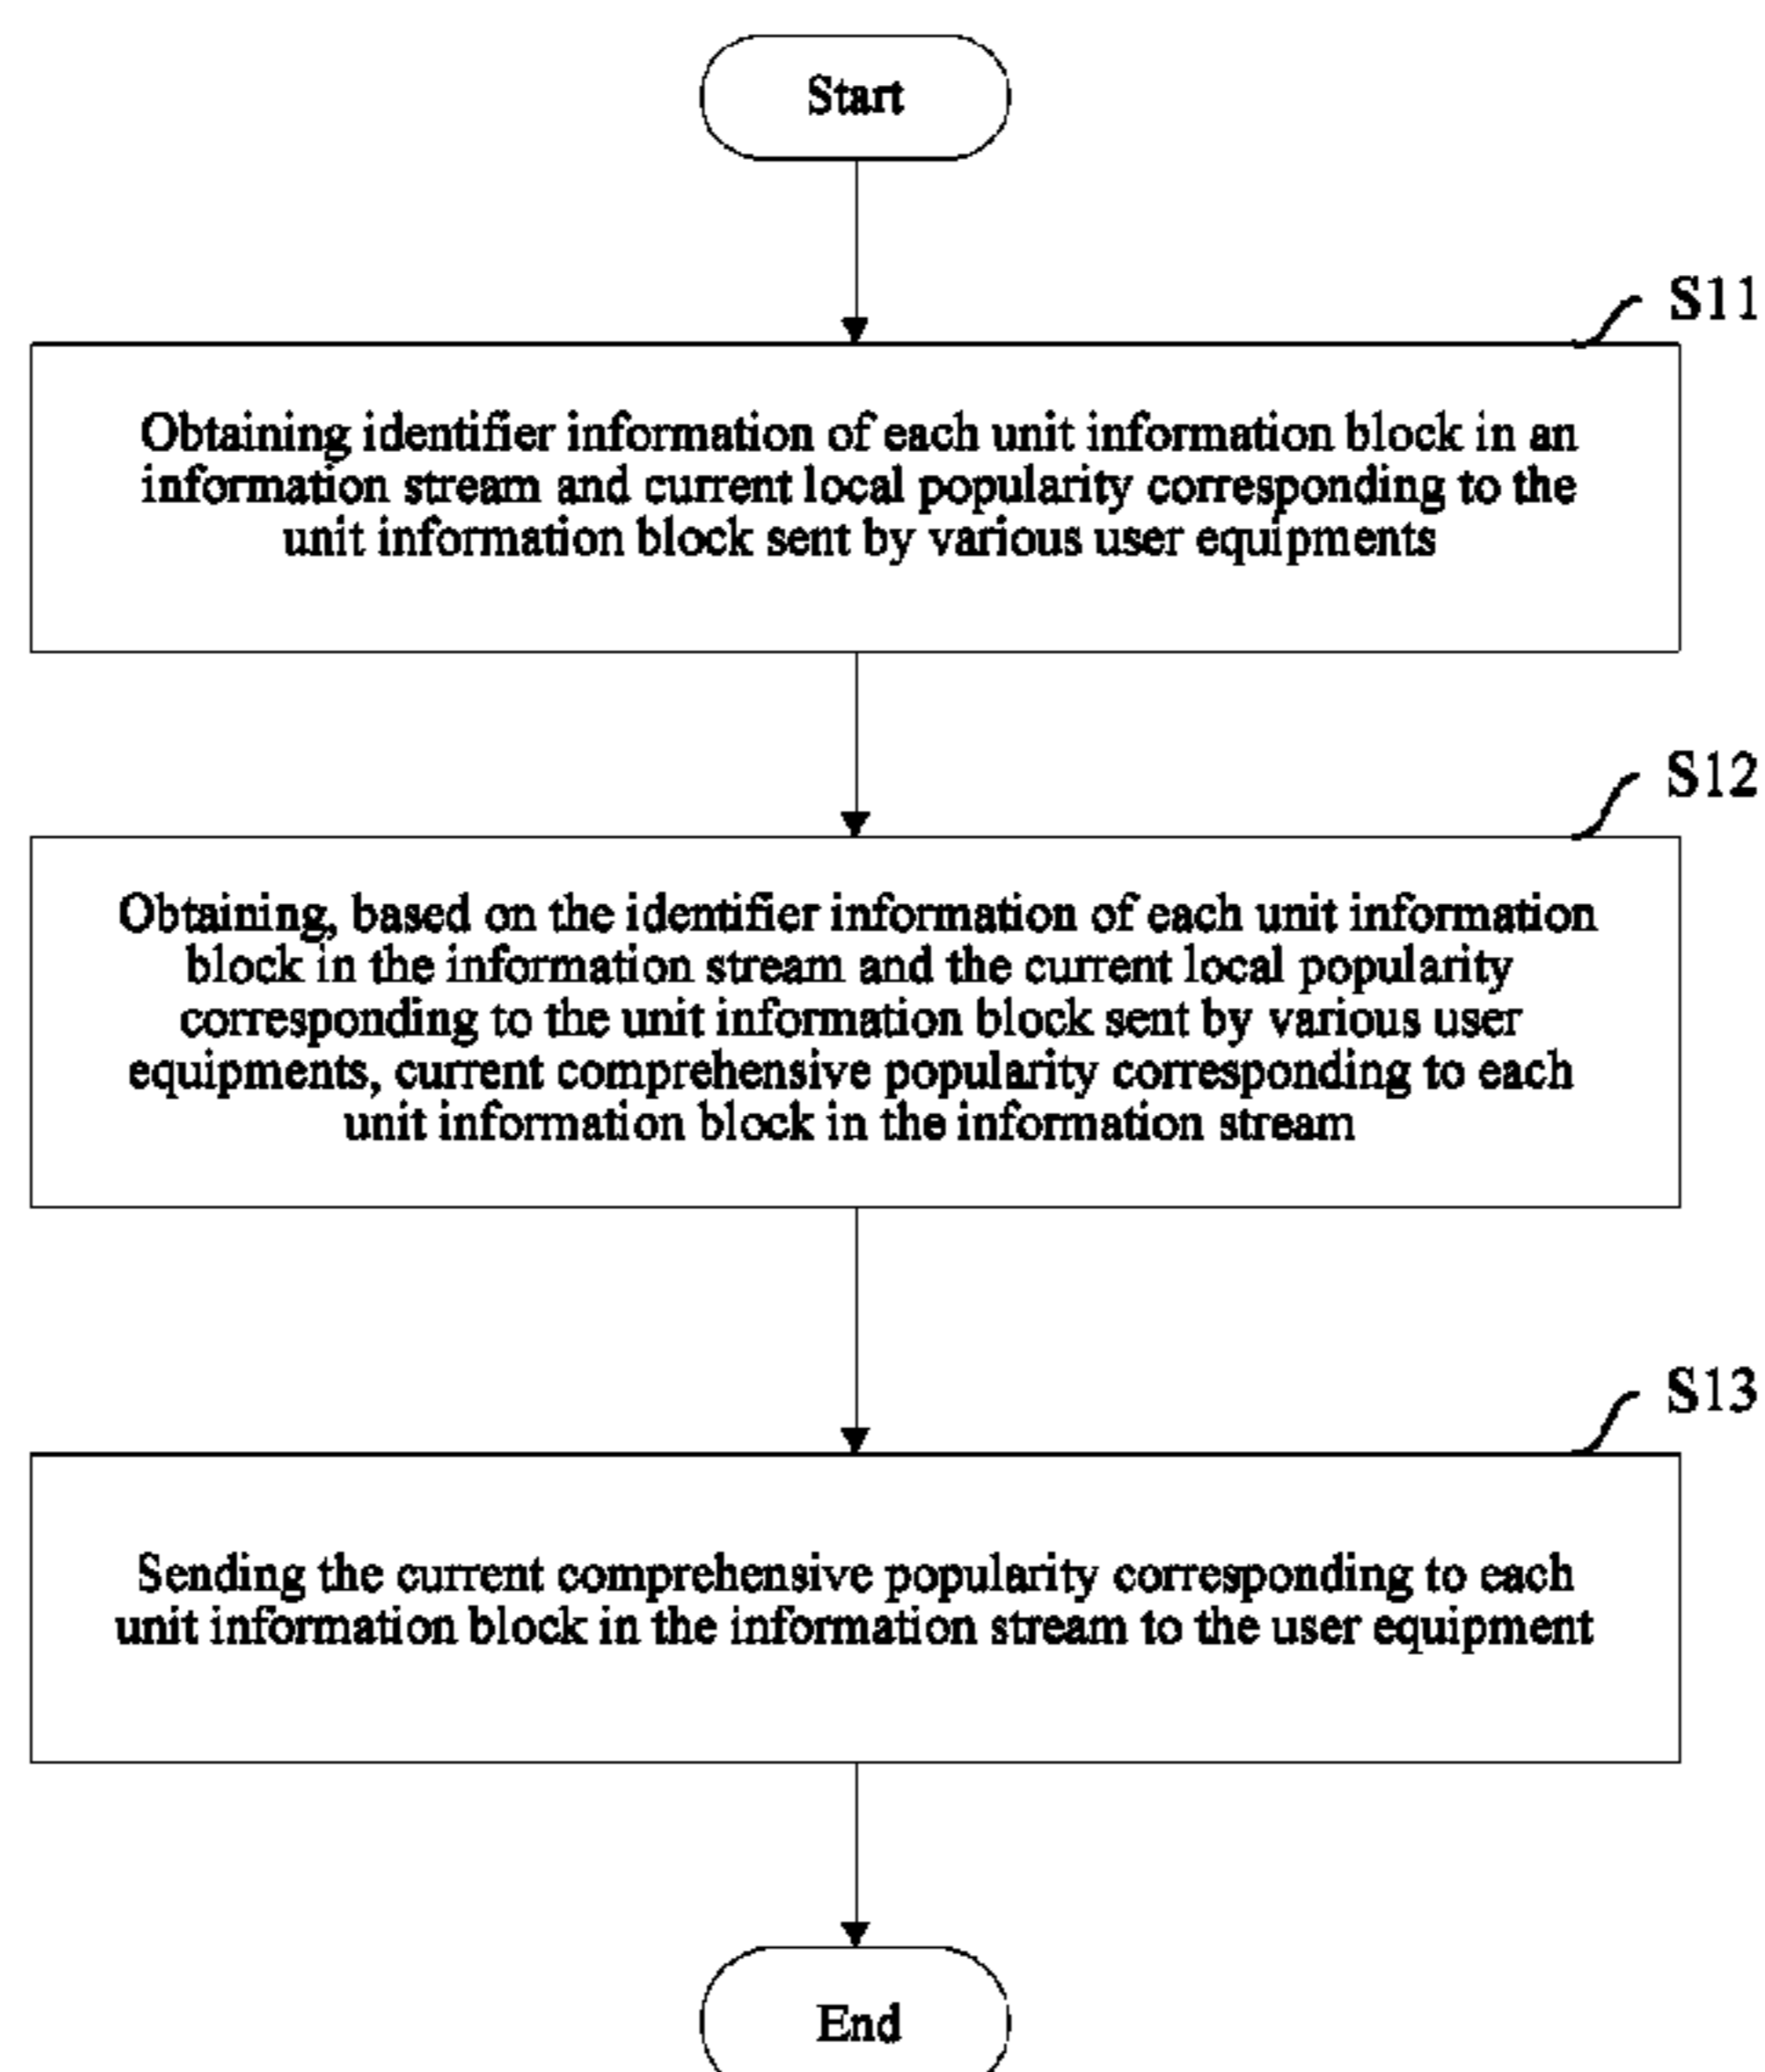 Start
S11
Obtaining identifier information of each unit information block in an
information stream and current local popularity corresponding to the
unit information block sent by various user equipments
S12
Obtaining, based on the identifier information of each unit information
block in the information stream and the current local popularity
corresponding to the unit information block sent by various user
equipments, current comprehensive popularity corresponding to each
unit information block in the information stream
S13
Sending the current comprehensive popularity corresponding to each
unit information block in the information stream to the user equipment
End